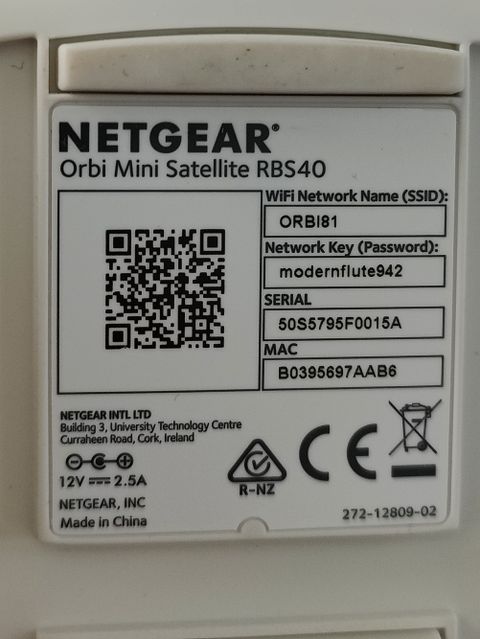 NETGEAR®
Orbi Mini Satellite RBS40
WiFi Network Name (SSID):
ORBI81
Network Key (Password):
modernflute942
SERIAL
50S5795F0015A
MAC
B0395697AAB6
NETGEAR INTL LTD
Building 3, University Technology Centre
Curraheen Road, Cork, Ireland
12V ⎓ 2.5A
NETGEAR, INC
Made in China
R-NZ
CE
272-12809-02